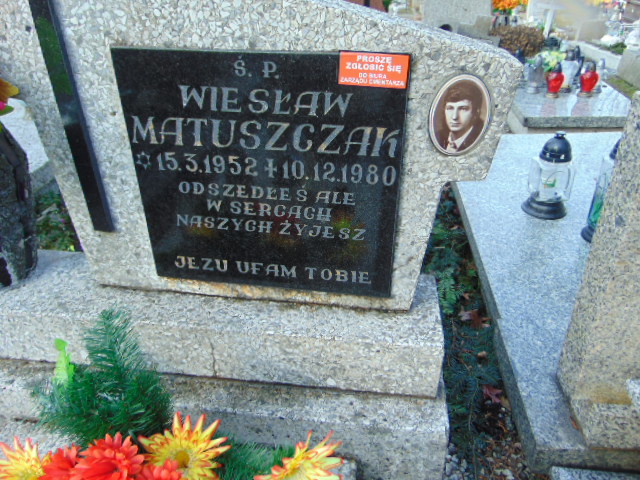 Ś. P.
WIESŁAW
MATUSZCZAK
✡ 15.3.1952 ✝ 10.12.1980
ODSZEDŁEŚ ALE
W SERCACH
NASZYCH ŻYJESZ
JEZU UFAM TOBIE
PROSZĘ
ZGŁOSIĆ SIĘ
DO BIURA
ZARZĄDU CMENTARZA